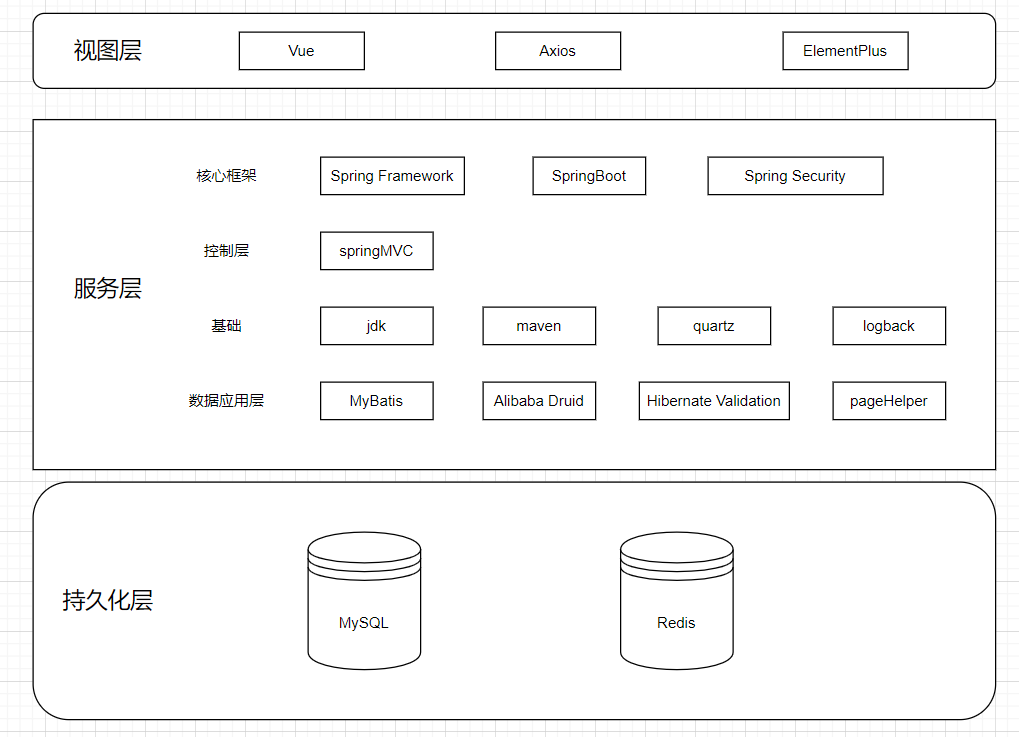 视图层
Vue
Axios
ElementPlus
核心框架
Spring Framework
SpringBoot
Spring Security
控制层
springMVC
服务层
基础
jdk
maven
quartz
logback
数据应用层
MyBatis
Alibaba Druid
Hibernate Validation
pageHelper
持久化层
MySQL
Redis